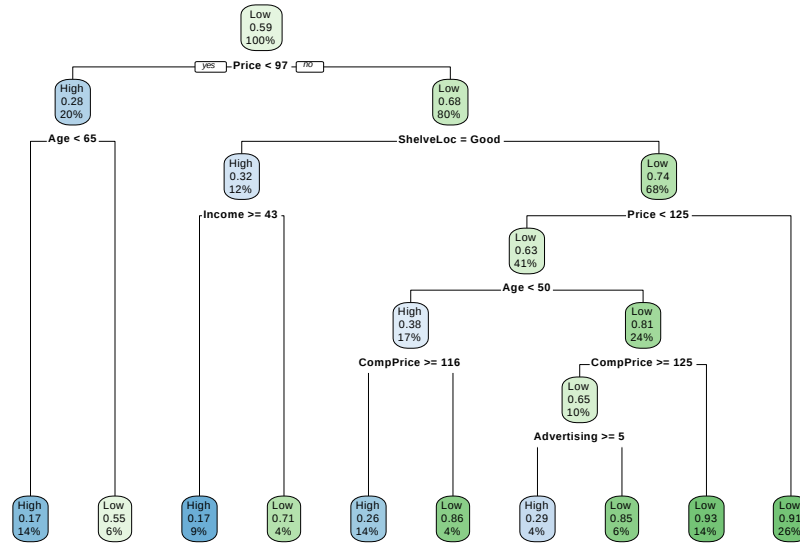 Low
0.59
100%
yes Price < 97 no
High
0.28
20%
Low
0.68
80%
Age < 65
ShelveLoc = Good
High
0.32
12%
Low
0.74
68%
Income >= 43
Price < 125
Low
0.63
41%
Age < 50
High
0.38
17%
Low
0.81
24%
CompPrice >= 116
CompPrice >= 125
Low
0.65
10%
Advertising >= 5
High
0.17
14%
Low
0.55
6%
High
0.17
9%
Low
0.71
4%
High
0.26
14%
Low
0.86
4%
High
0.29
4%
Low
0.85
6%
Low
0.93
14%
Low
0.91
26%